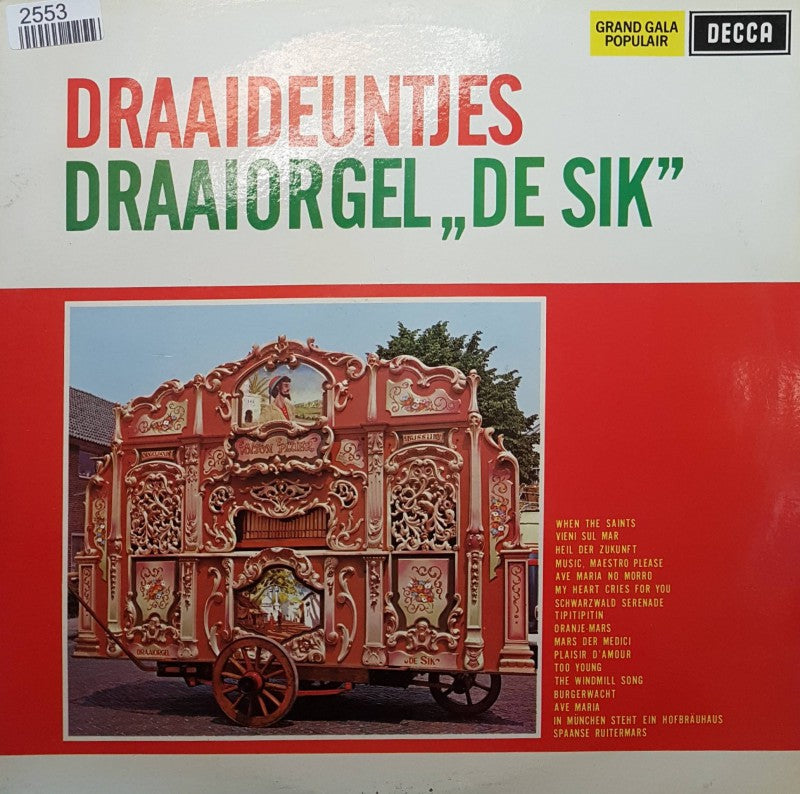 2553
GRAND GALA
POPULAIR
DECCA
DRAAIDEUNTJES
DRAAIORGEL „DE SIK”
DRAAIORGEL
„DE SIK”
WHEN THE SAINTS
VIENI SUL MAR
HEIL DER ZUKUNFT
MUSIC, MAESTRO PLEASE
AVE MARIA NO MORRO
MY HEART CRIES FOR YOU
SCHWARZWALD SERENADE
TIPITIPITIN
ORANJE-MARS
MARS DER MEDICI
PLAISIR D'AMOUR
TOO YOUNG
THE WINDMILL SONG
BURGERWACHT
AVE MARIA
IN MÜNCHEN STEHT EIN HOFBRÄUHAUS
SPAANSE RUITERMARS